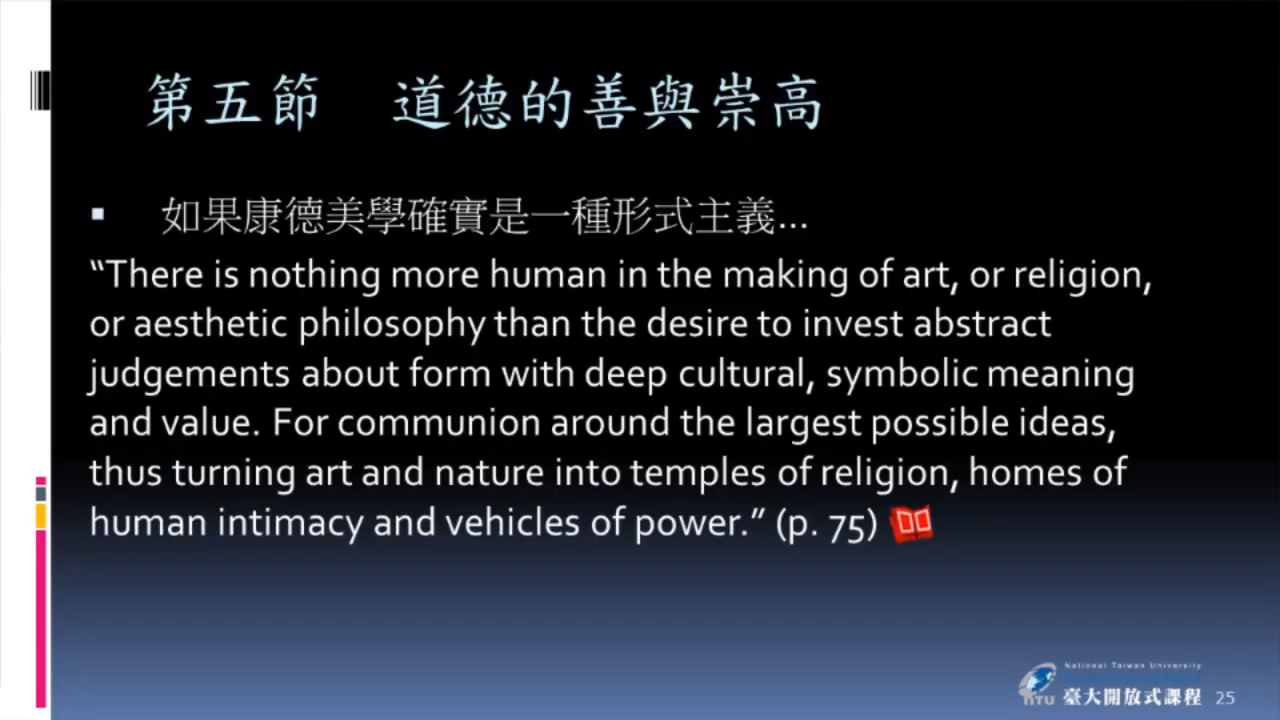 第五節 道德的善與崇高
如果康德美學確實是一種形式主義...
“There is nothing more human in the making of art, or religion,
or aesthetic philosophy than the desire to invest abstract
judgements about form with deep cultural, symbolic meaning
and value. For communion around the largest possible ideas,
thus turning art and nature into temples of religion, homes of
human intimacy and vehicles of power.” (p. 75)
National Taiwan University
NTU 臺大開放式課程 25